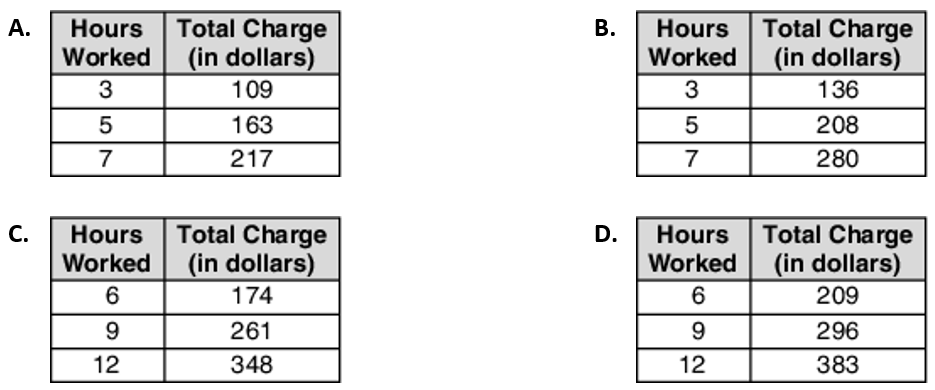 A.
Hours Worked | Total Charge (in dollars)
3 | 109
5 | 163
7 | 217
B.
Hours Worked | Total Charge (in dollars)
3 | 136
5 | 208
7 | 280
C.
Hours Worked | Total Charge (in dollars)
6 | 174
9 | 261
12 | 348
D.
Hours Worked | Total Charge (in dollars)
6 | 209
9 | 296
12 | 383